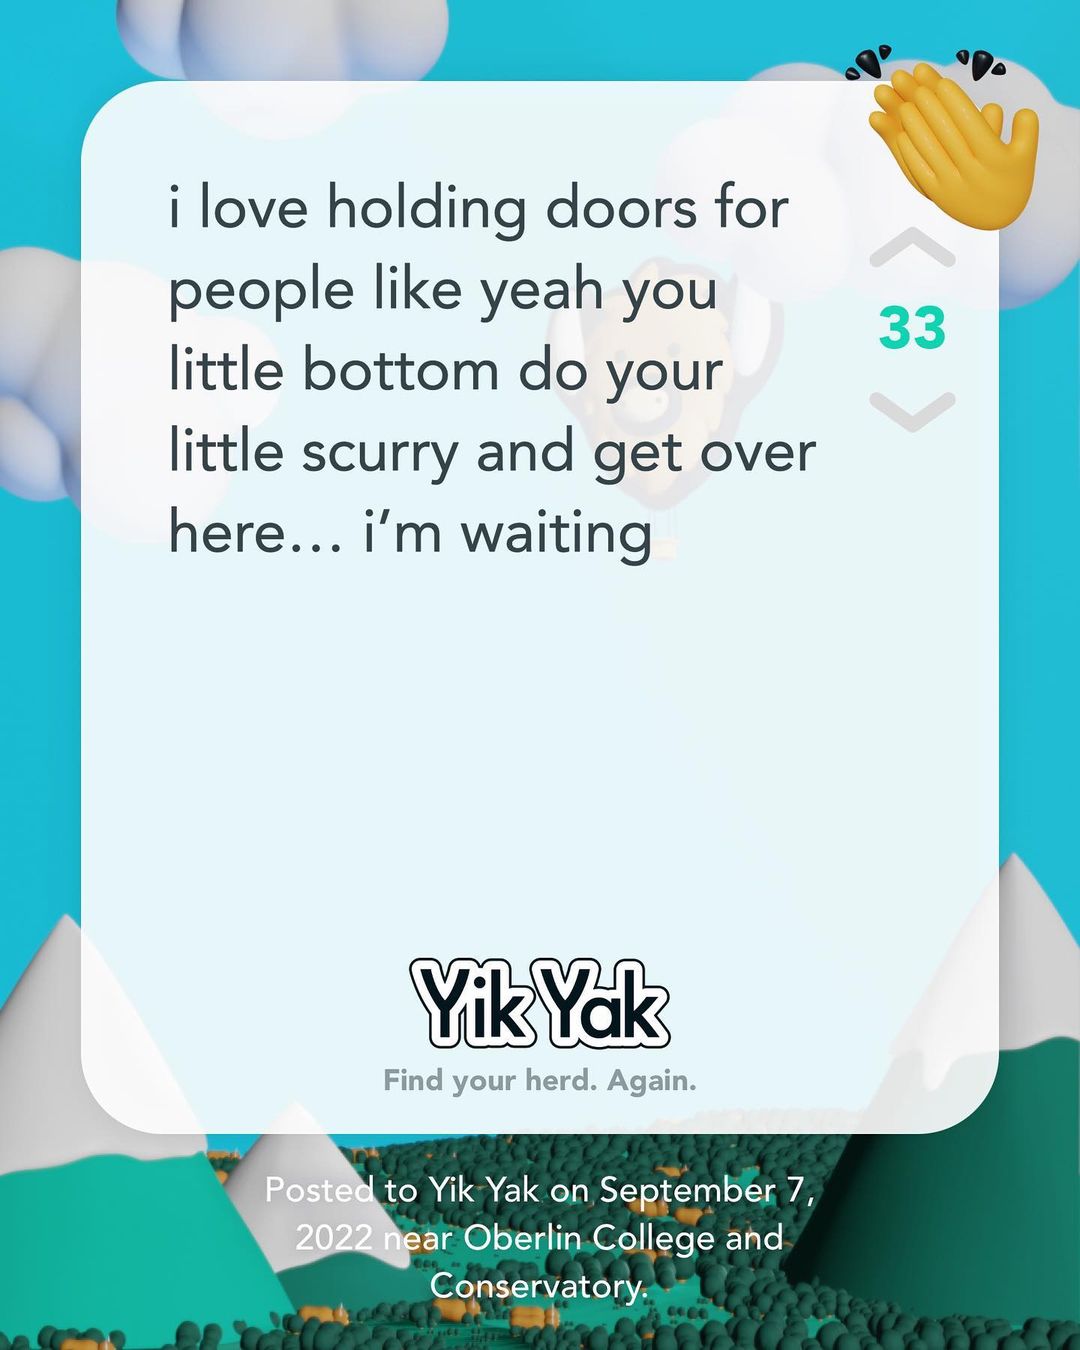 i love holding doors for
people like yeah you
little bottom do your
little scurry and get over
here… i’m waiting
33
Yik Yak
Find your herd. Again.
Posted to Yik Yak on September 7,
2022 near Oberlin College and
Conservatory.